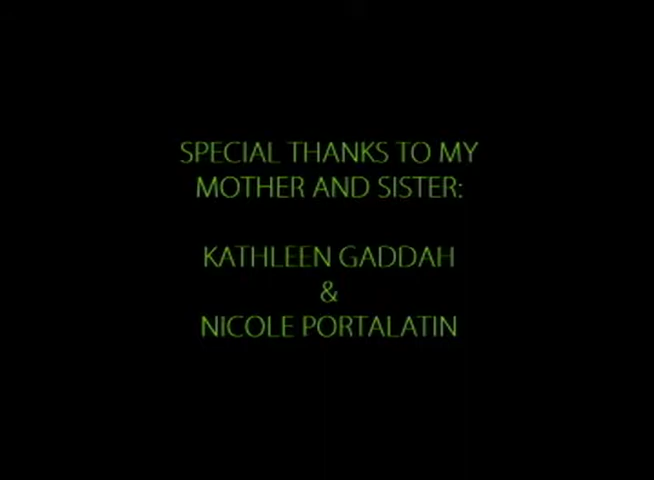 SPECIAL THANKS TO MY
MOTHER AND SISTER:
KATHLEEN GADDAH
&
NICOLE PORTALATIN